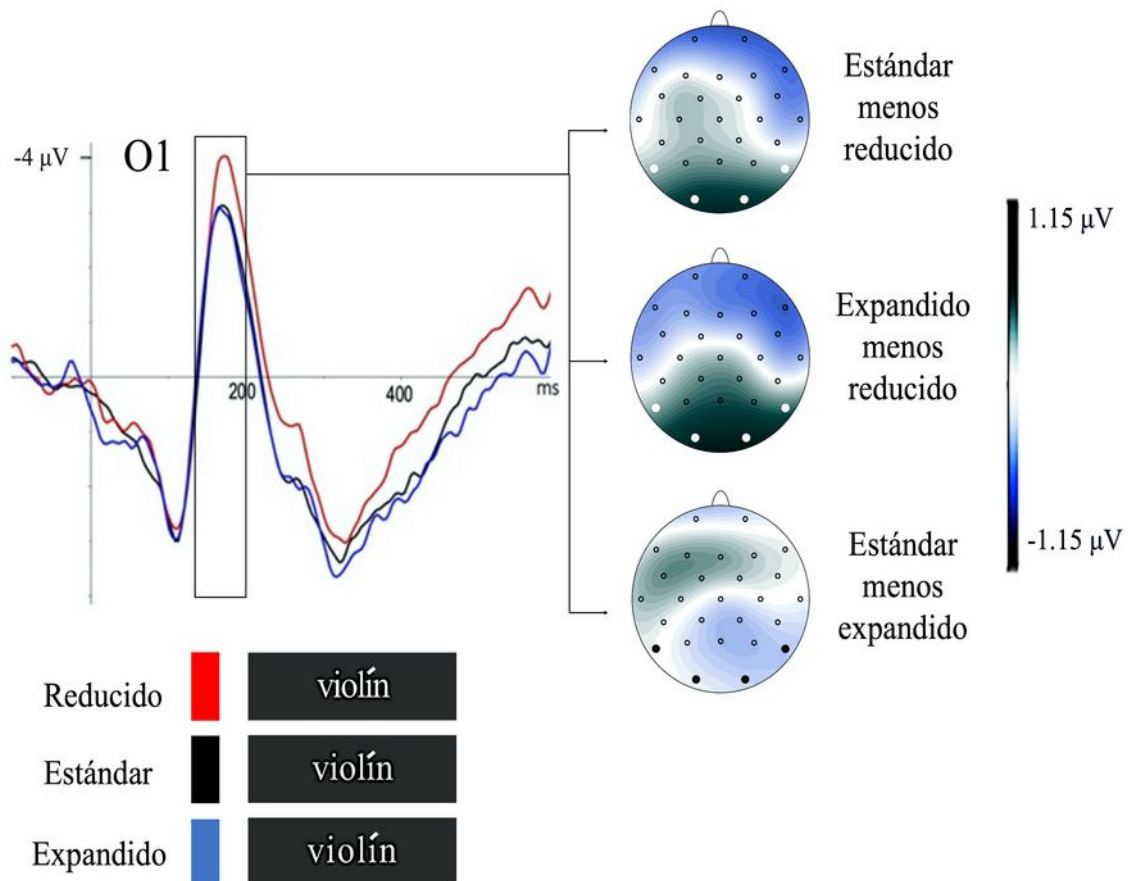 -4 μV
O1
200
400
ms
Estándar
menos
reducido
Expandido
menos
reducido
Estándar
menos
expandido
1.15 μV
-1.15 μV
Reducido
violín
Estándar
violín
Expandido
violín